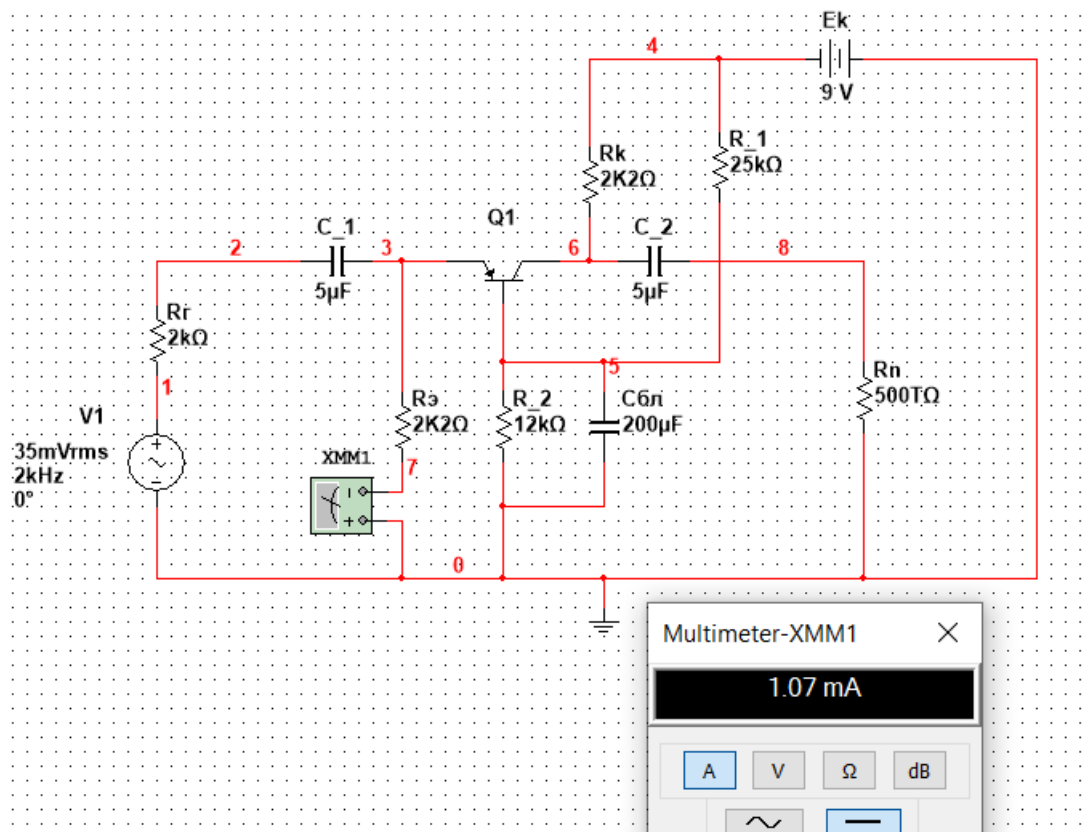 Ek
4
9 V
R_1
25kΩ
Rk
2K2Ω
Q1
C_1
C_2
2
3
6
8
5µF
5µF
Rг
2kΩ
5
1
Rэ
2K2Ω
R_2
12kΩ
Cбл
200µF
Rn
500TΩ
V1
35mVrms
2kHz
0°
XMM1
7
0
Multimeter-XMM1
1.07 mA
A
V
Ω
dB